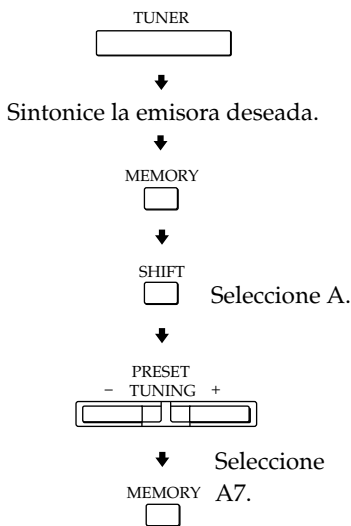 TUNER
Sintonice la emisora deseada.
MEMORY
SHIFT
Seleccione A.
PRESET
– TUNING +
Seleccione
MEMORY A7.